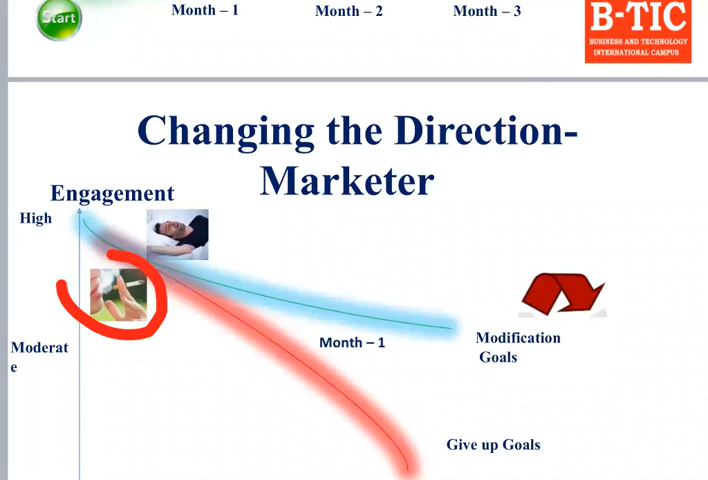 Start
Month – 1
Month – 2
Month – 3
B-TIC
BUSINESS AND TECHNOLOGY
INTERNATIONAL CAMPUS
Changing the Direction-
Marketer
Engagement
High
Moderat
e
Month – 1
Modification
Goals
Give up Goals